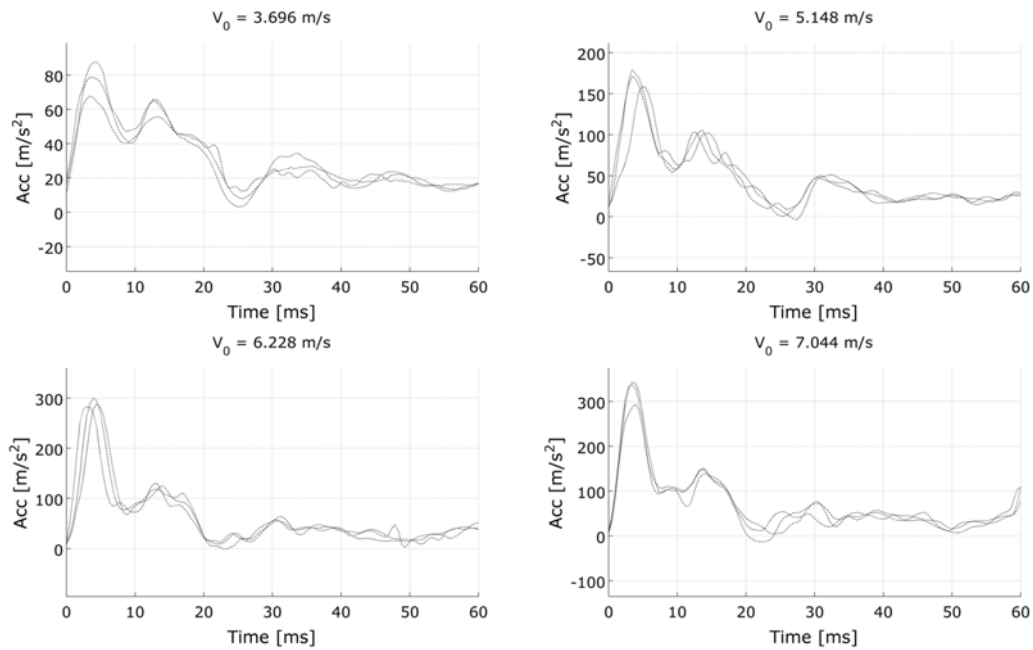 V0 = 3.696 m/s
Acc [m/s2]
80
60
40
20
0
-20
0 10 20 30 40 50 60
Time [ms]
V0 = 5.148 m/s
Acc [m/s2]
200
150
100
50
0
-50
0 10 20 30 40 50 60
Time [ms]
V0 = 6.228 m/s
Acc [m/s2]
300
200
100
0
0 10 20 30 40 50 60
Time [ms]
V0 = 7.044 m/s
Acc [m/s2]
300
200
100
0
-100
0 10 20 30 40 50 60
Time [ms]